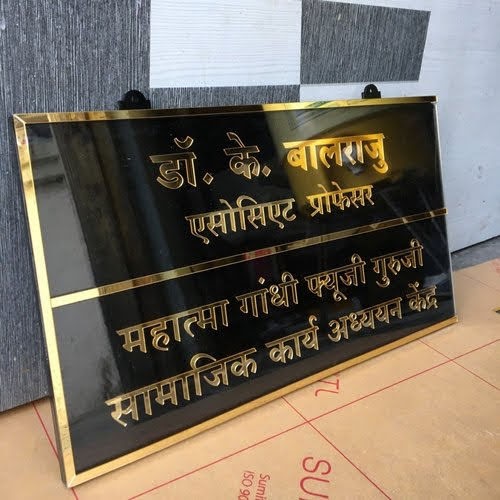 डॉ. के. बालराजु
एसोसिएट प्रोफेसर
महात्मा गांधी फ्यूजी गुरुजी
सामाजिक कार्य अध्ययन केंद्र